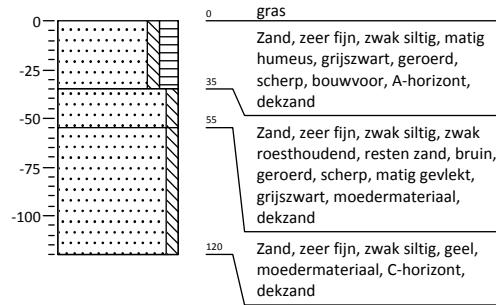 0
-25
-50
-75
-100
0
gras
Zand, zeer fijn, zwak siltig, matig
humeus, grijszwart, geroerd,
scherp, bouwvoor, A-horizont,
dekzand
35
Zand, zeer fijn, zwak siltig, zwak
roesthoudend, resten zand, bruin,
geroerd, scherp, matig gevlekt,
grijszwart, moedermateriaal,
dekzand
55
Zand, zeer fijn, zwak siltig, geel,
moedermateriaal, C-horizont,
dekzand
120